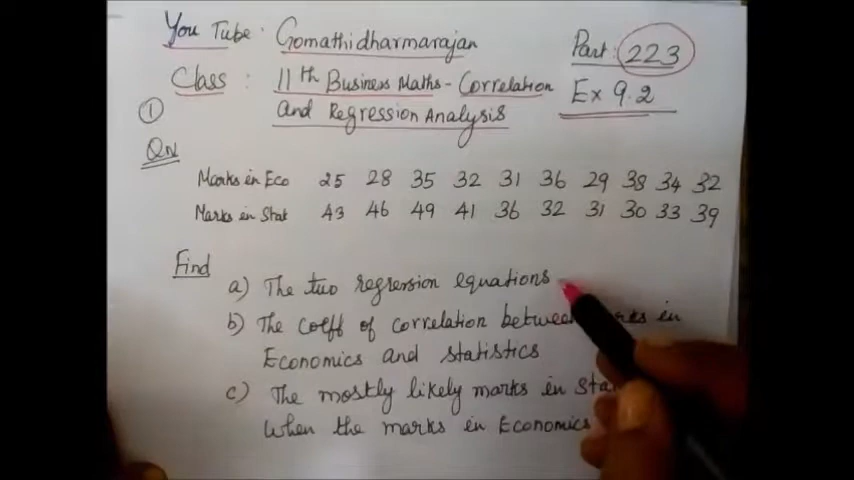 You Tube : Gomathidharmarajan
Part: 223
Class : 11th Business Maths - Correlation and Regression Analysis
Ex 9.2
①
Qn
Marks in Eco 25 28 35 32 31 36 29 38 34 32
Marks in Stat 43 46 49 41 36 32 31 30 33 39
Find
a) The two regression equations
b) The coeff of correlation between in
Economics and statistics
c) The mostly likely marks in
When the marks in Economics